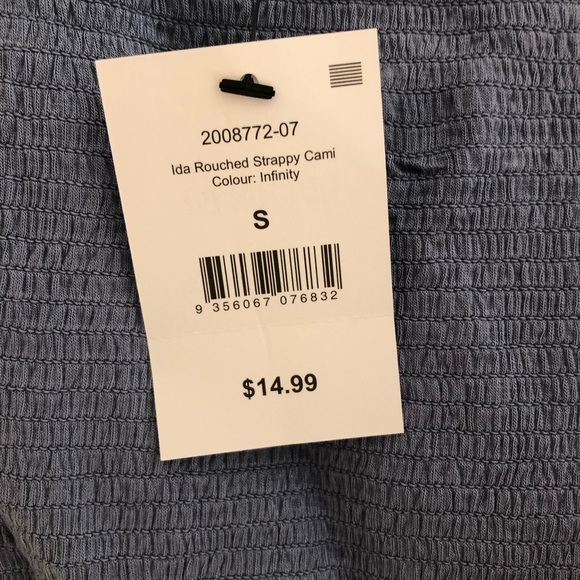 2008772-07
Ida Rouched Strappy Cami
Colour: Infinity
S
9 356067 076832
$14.99